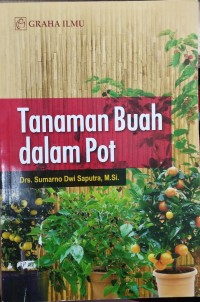 GRAHA ILMU
Tanaman Buah
dalam Pot
Drs. Sumarno Dwi Saputra, M.Si.